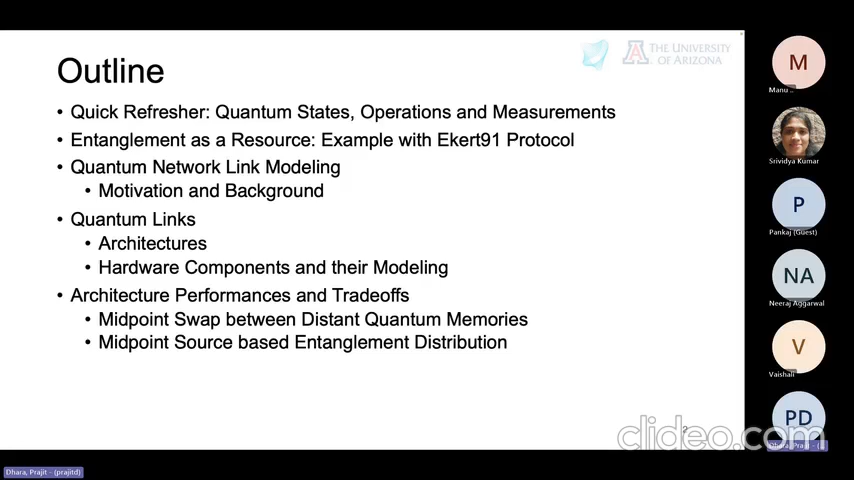 Outline
THE UNIVERSITY
OF ARIZONA
• Quick Refresher: Quantum States, Operations and Measurements
• Entanglement as a Resource: Example with Ekert91 Protocol
• Quantum Network Link Modeling
• Motivation and Background
• Quantum Links
• Architectures
• Hardware Components and their Modeling
• Architecture Performances and Tradeoffs
• Midpoint Swap between Distant Quantum Memories
• Midpoint Source based Entanglement Distribution
2
M
Manu ..
Srividya Kumar
P
Pankaj (Guest)
NA
Neeraj Aggarwal
V
Vaishali
PD
Dhara, Prajit - (...
clideo.com
Dhara, Prajit - (prajitd)